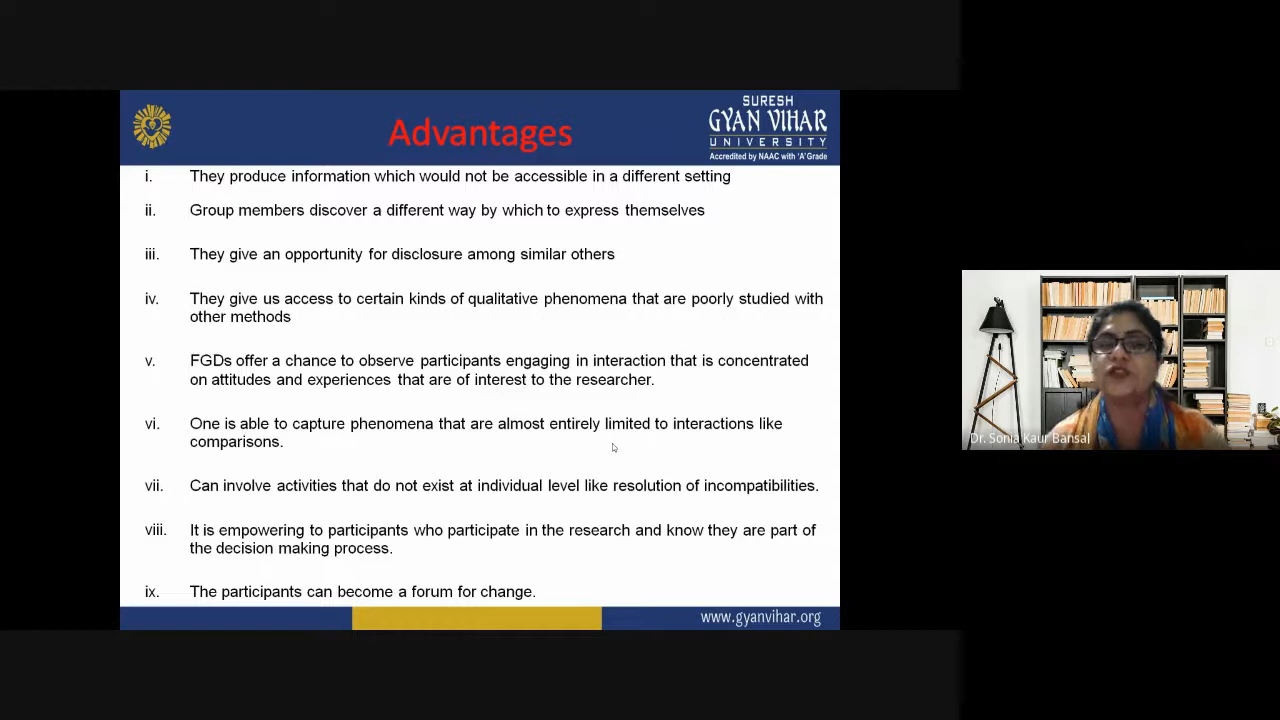 Advantages
SURESH
GYAN VIHAR
UNIVERSITY
Accredited by NAAC with 'A' Grade
i. They produce information which would not be accessible in a different setting
ii. Group members discover a different way by which to express themselves
iii. They give an opportunity for disclosure among similar others
iv. They give us access to certain kinds of qualitative phenomena that are poorly studied with
other methods
v. FGDs offer a chance to observe participants engaging in interaction that is concentrated
on attitudes and experiences that are of interest to the researcher.
vi. One is able to capture phenomena that are almost entirely limited to interactions like
comparisons.
vii. Can involve activities that do not exist at individual level like resolution of incompatibilities.
viii. It is empowering to participants who participate in the research and know they are part of
the decision making process.
ix. The participants can become a forum for change.
www.gyanvihar.org
Dr. Sonia Kaur Bansal